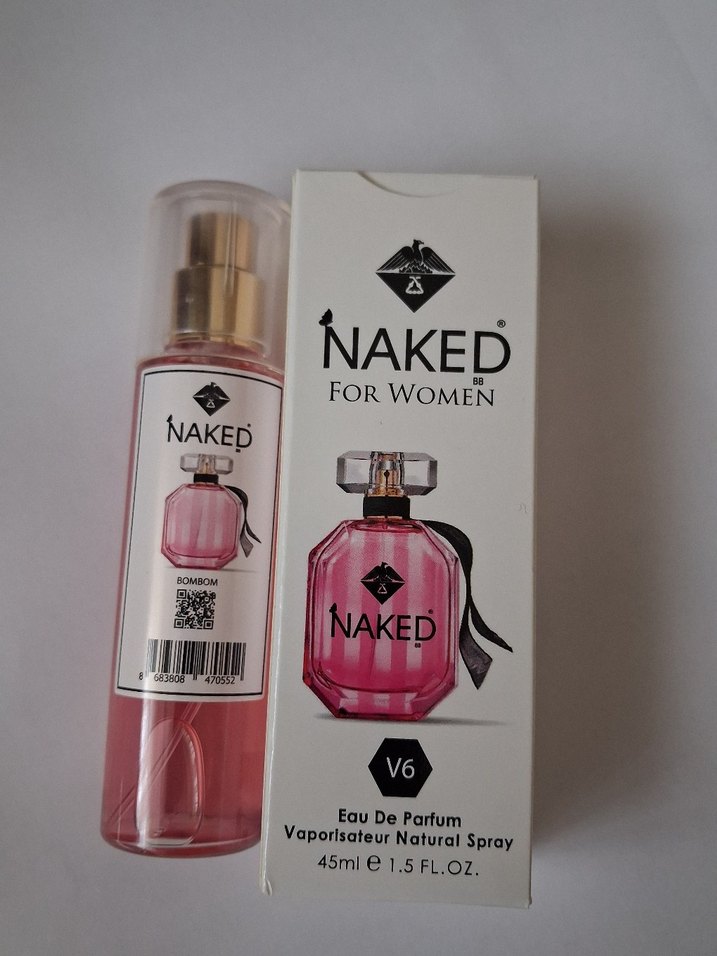 NAKED
BB
BOMBOM
8 683808 470552
NAKED®
BB
FOR WOMEN
NAKED®
BB
V6
Eau De Parfum
Vaporisateur Natural Spray
45ml e 1.5 FL.OZ.